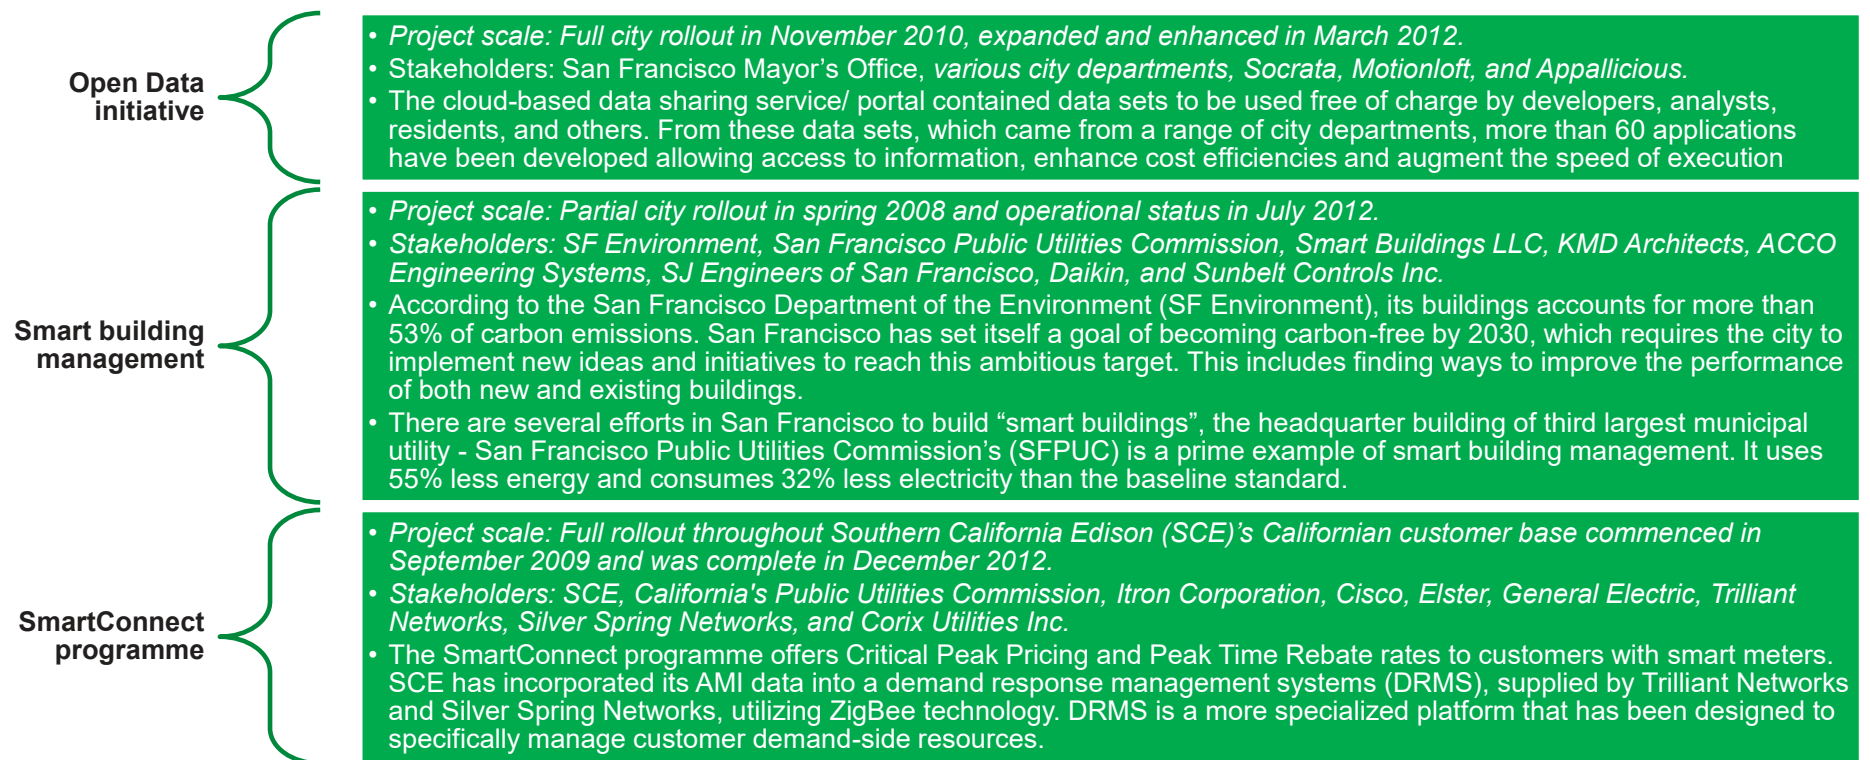 Open Data
initiative
• Project scale: Full city rollout in November 2010, expanded and enhanced in March 2012.
• Stakeholders: San Francisco Mayor’s Office, various city departments, Socrata, Motionloft, and Appallicious.
• The cloud-based data sharing service/ portal contained data sets to be used free of charge by developers, analysts,
residents, and others. From these data sets, which came from a range of city departments, more than 60 applications
have been developed allowing access to information, enhance cost efficiencies and augment the speed of execution
Smart building
management
• Project scale: Partial city rollout in spring 2008 and operational status in July 2012.
• Stakeholders: SF Environment, San Francisco Public Utilities Commission, Smart Buildings LLC, KMD Architects, ACCO
Engineering Systems, SJ Engineers of San Francisco, Daikin, and Sunbelt Controls Inc.
• According to the San Francisco Department of the Environment (SF Environment), its buildings accounts for more than
53% of carbon emissions. San Francisco has set itself a goal of becoming carbon-free by 2030, which requires the city to
implement new ideas and initiatives to reach this ambitious target. This includes finding ways to improve the performance
of both new and existing buildings.
• There are several efforts in San Francisco to build “smart buildings”, the headquarter building of third largest municipal
utility - San Francisco Public Utilities Commission’s (SFPUC) is a prime example of smart building management. It uses
55% less energy and consumes 32% less electricity than the baseline standard.
SmartConnect
programme
• Project scale: Full rollout throughout Southern California Edison (SCE)’s Californian customer base commenced in
September 2009 and was complete in December 2012.
• Stakeholders: SCE, California's Public Utilities Commission, Itron Corporation, Cisco, Elster, General Electric, Trilliant
Networks, Silver Spring Networks, and Corix Utilities Inc.
• The SmartConnect programme offers Critical Peak Pricing and Peak Time Rebate rates to customers with smart meters.
SCE has incorporated its AMI data into a demand response management systems (DRMS), supplied by Trilliant Networks
and Silver Spring Networks, utilizing ZigBee technology. DRMS is a more specialized platform that has been designed to
specifically manage customer demand-side resources.